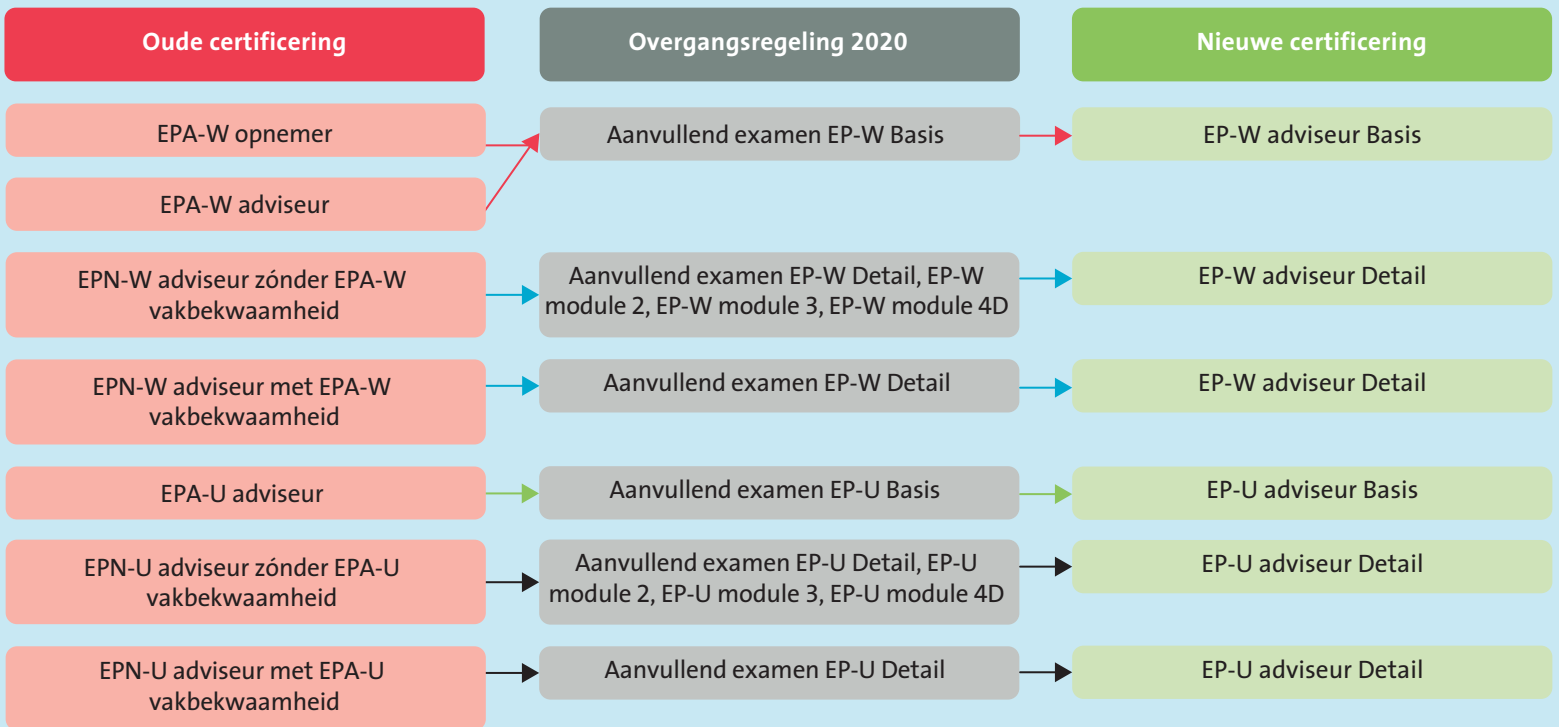 Oude certificering
Overgangsregeling 2020
Nieuwe certificering
EPA-W opnemer
Aanvullend examen EP-W Basis
EP-W adviseur Basis
EPA-W adviseur
EPN-W adviseur zónder EPA-W
vakbekwaamheid
Aanvullend examen EP-W Detail, EP-W
module 2, EP-W module 3, EP-W module 4D
EP-W adviseur Detail
EPN-W adviseur met EPA-W
vakbekwaamheid
Aanvullend examen EP-W Detail
EP-W adviseur Detail
EPA-U adviseur
Aanvullend examen EP-U Basis
EP-U adviseur Basis
EPN-U adviseur zónder EPA-U
vakbekwaamheid
Aanvullend examen EP-U Detail, EP-U
module 2, EP-U module 3, EP-U module 4D
EP-U adviseur Detail
EPN-U adviseur met EPA-U
vakbekwaamheid
Aanvullend examen EP-U Detail
EP-U adviseur Detail